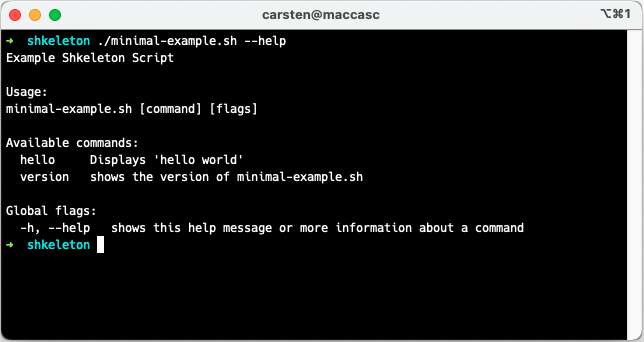 carsten@maccasc
⌥⌘1
➜ shkeleton ./minimal-example.sh --help
Example Shkeleton Script
Usage:
minimal-example.sh [command] [flags]
Available commands:
hello Displays 'hello world'
version shows the version of minimal-example.sh
Global flags:
-h, --help shows this help message or more information about a command
➜ shkeleton